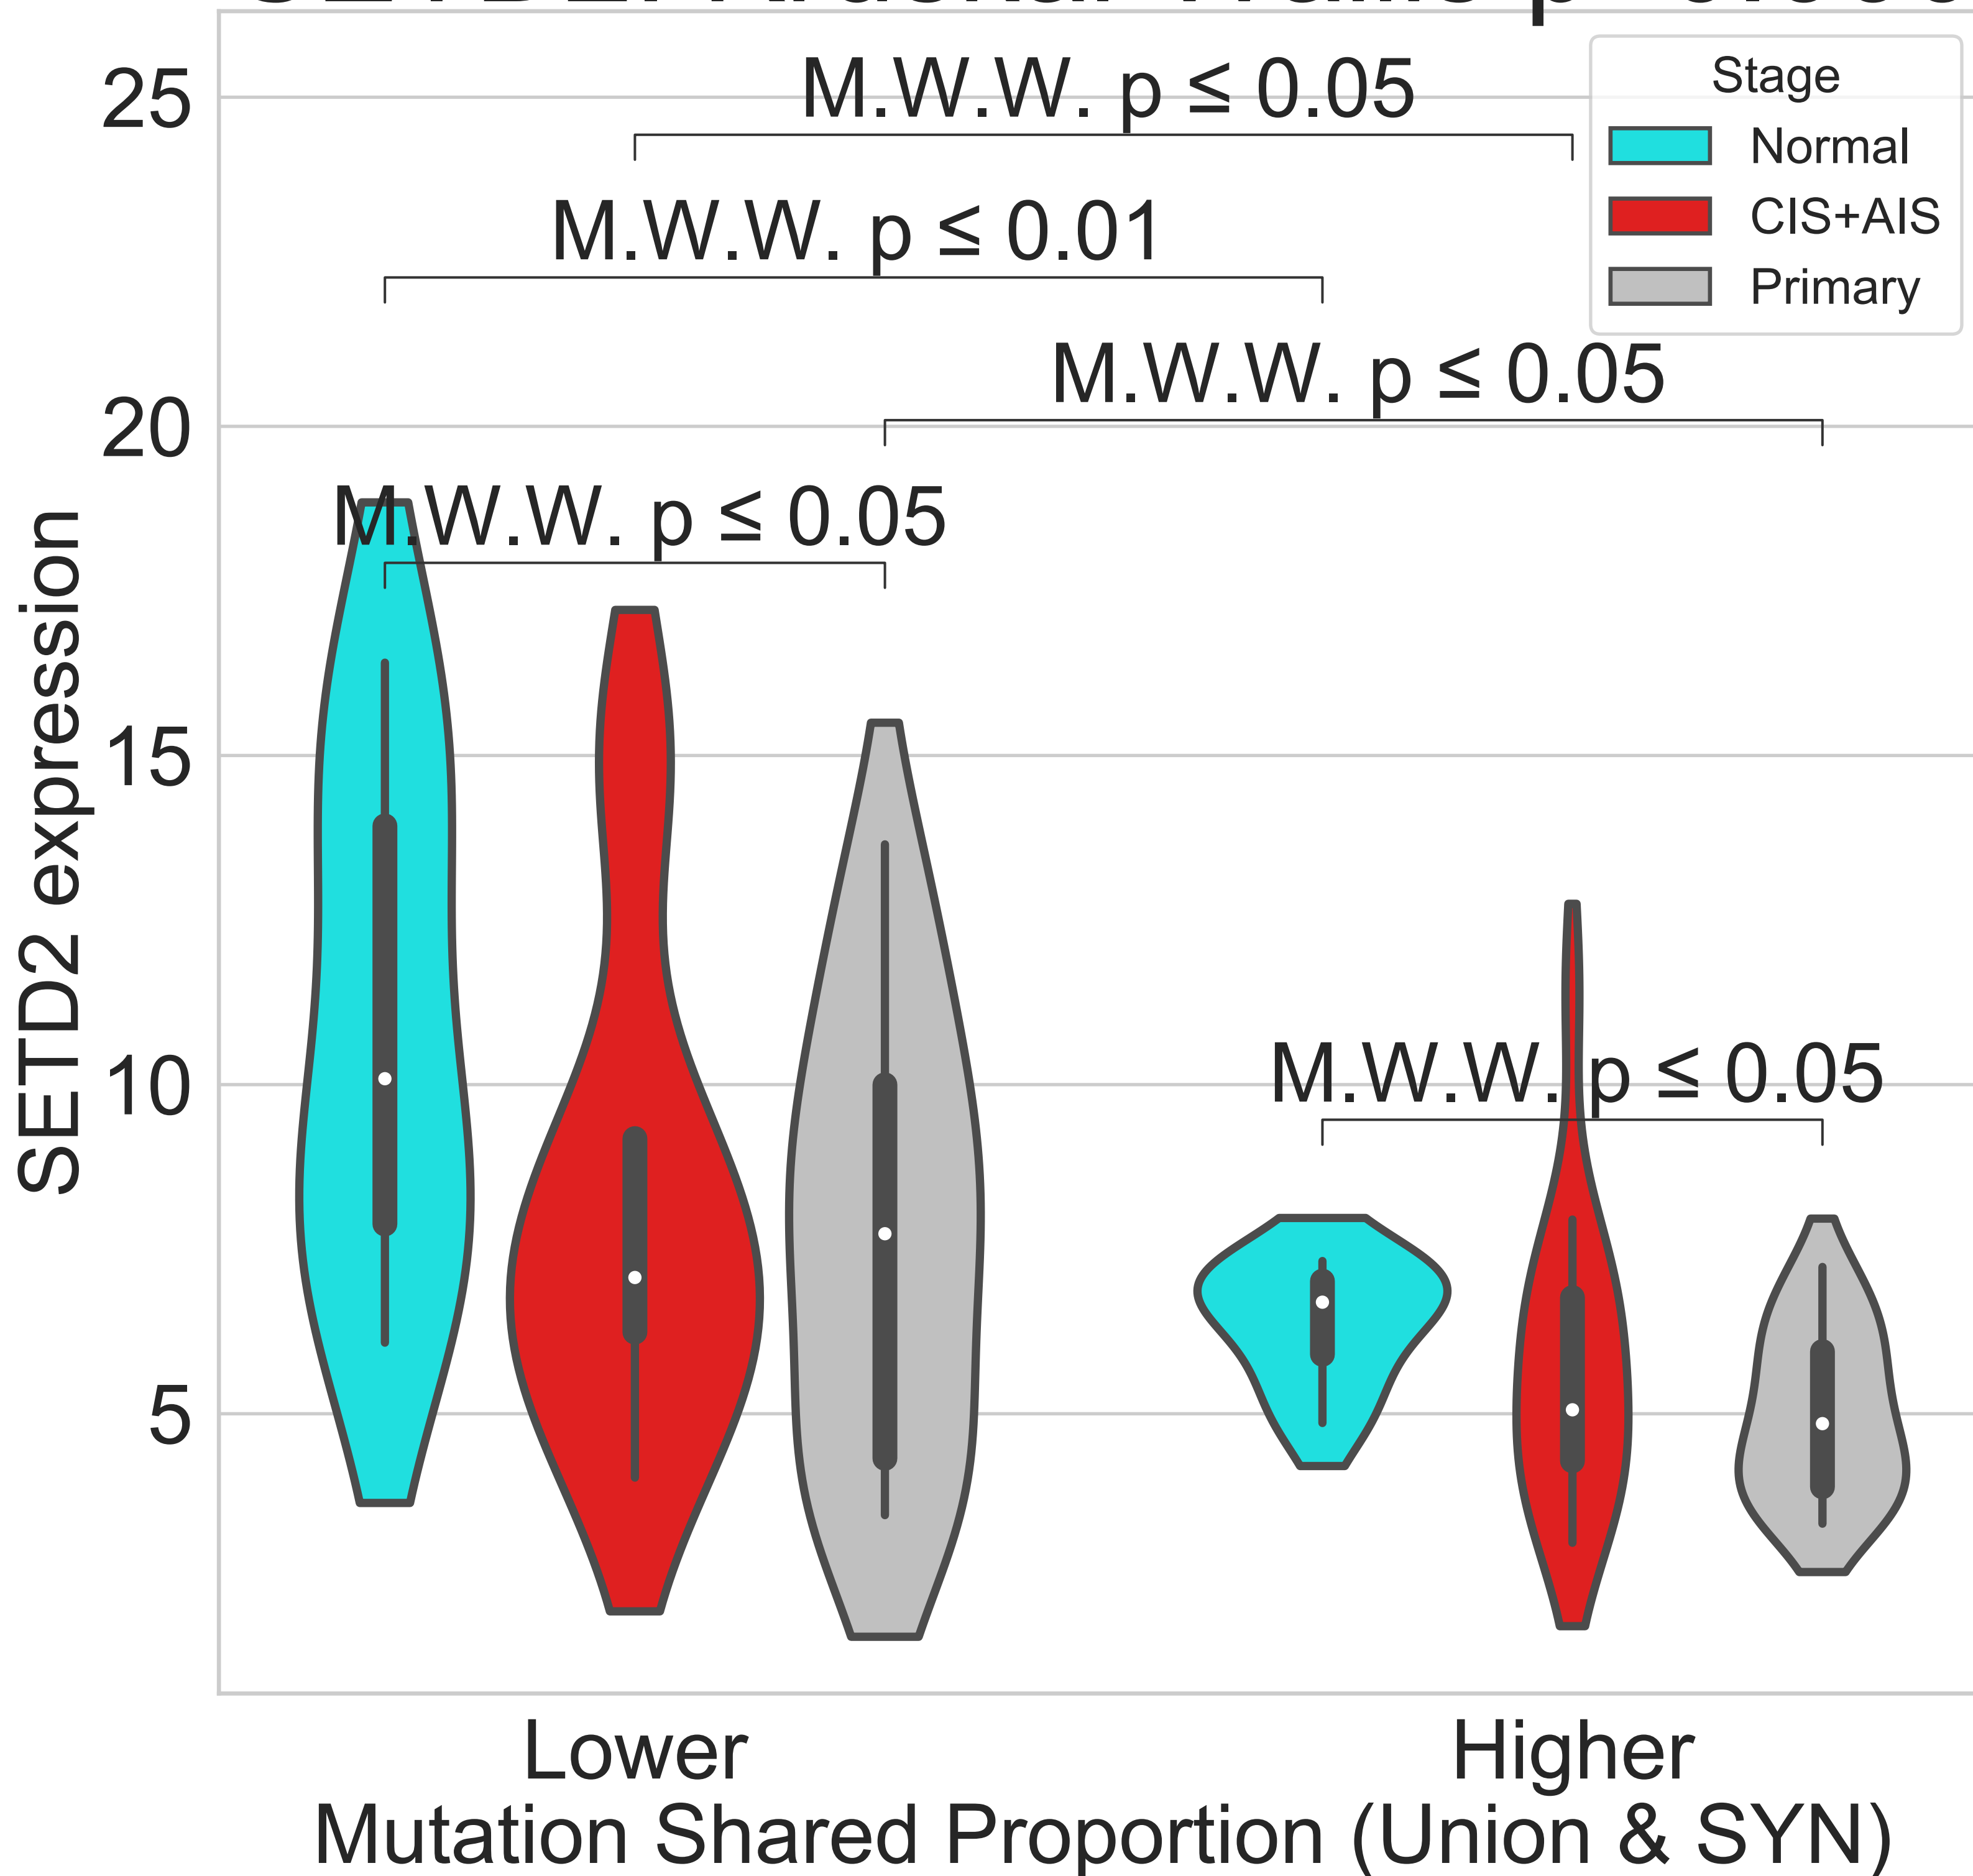 M.W.W. p ≤ 0.05
Stage
Normal
CIS+AIS
Primary
M.W.W. p ≤ 0.01
M.W.W. p ≤ 0.05
M.W.W. p ≤ 0.05
M.W.W. p ≤ 0.05
25
20
15
10
5
SETD2 expression
Lower
Higher
Mutation Shared Proportion (Union & SYN)